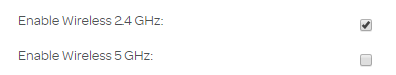 Enable Wireless 2.4 GHz:
Enable Wireless 5 GHz: